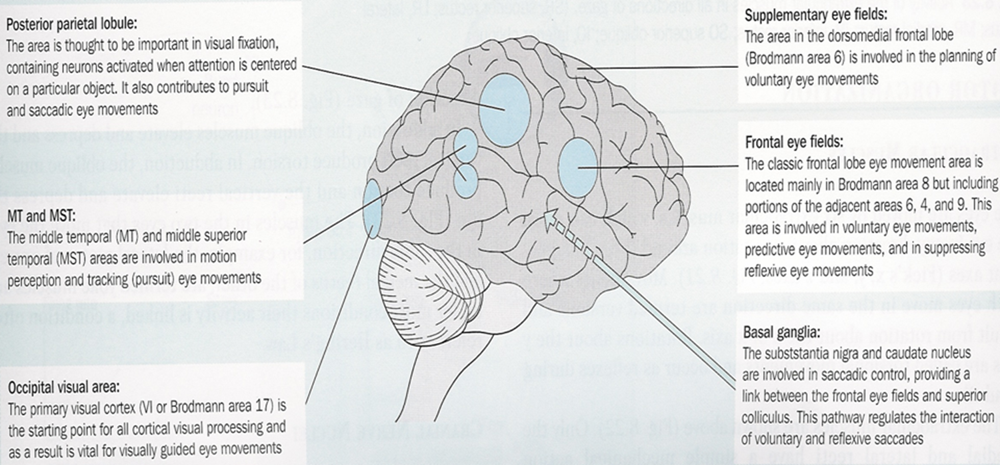 Posterior parietal lobule:
The area is thought to be important in visual fixation,
containing neurons activated when attention is centered
on a particular object. It also contributes to pursuit
and saccadic eye movements
MT and MST:
The middle temporal (MT) and middle superior
temporal (MST) areas are involved in motion
perception and tracking (pursuit) eye movements
Occipital visual area:
The primary visual cortex (VI or Brodmann area 17) is
the starting point for all cortical visual processing and
as a result is vital for visually guided eye movements
Supplementary eye fields:
The area in the dorsomedial frontal lobe
(Brodmann area 6) is involved in the planning of
voluntary eye movements
Frontal eye fields:
The classic frontal lobe eye movement area is
located mainly in Brodmann area 8 but including
portions of the adjacent areas 6, 4, and 9. This
area is involved in voluntary eye movements,
predictive eye movements, and in suppressing
reflexive eye movements
Basal ganglia:
The subststantia nigra and caudate nucleus
are involved in saccadic control, providing a
link between the frontal eye fields and superior
colliculus. This pathway regulates the interaction
of voluntary and reflexive saccades